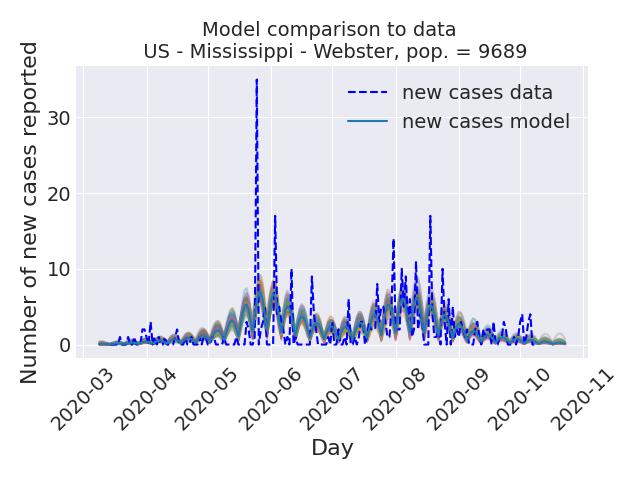 Model comparison to data
US - Mississippi - Webster, pop. = 9689
Number of new cases reported
30
20
10
0
new cases data
new cases model
2020-03
2020-04
2020-05
2020-06
2020-07
2020-08
2020-09
2020-10
2020-11
Day